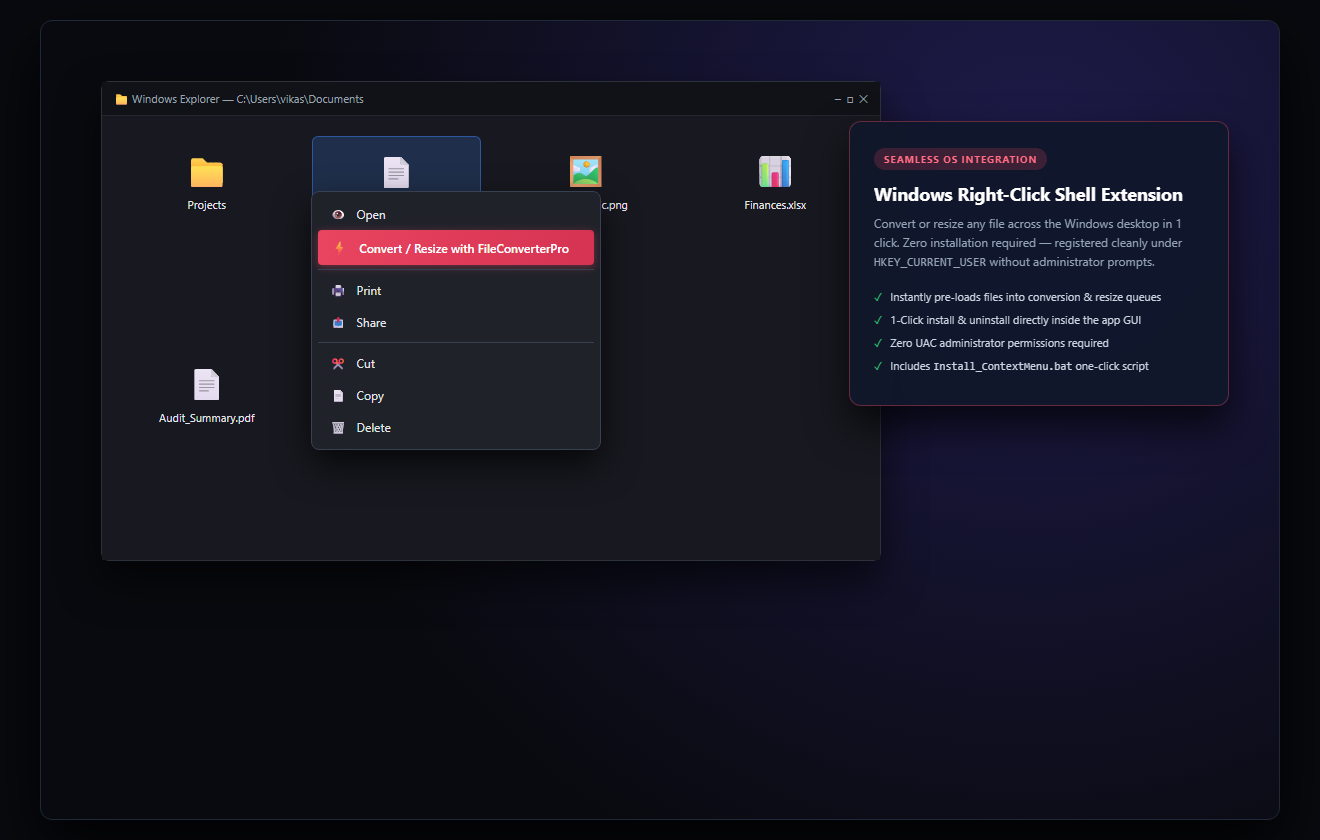 Windows Explorer — C:\Users\vikas\Documents
Projects
c.png
Finances.xlsx
Audit_Summary.pdf
Open
Convert / Resize with FileConverterPro
Print
Share
Cut
Copy
Delete
SEAMLESS OS INTEGRATION
Windows Right-Click Shell Extension
Convert or resize any file across the Windows desktop in 1
click. Zero installation required — registered cleanly under
HKEY_CURRENT_USER without administrator prompts.
✓ Instantly pre-loads files into conversion & resize queues
✓ 1-Click install & uninstall directly inside the app GUI
✓ Zero UAC administrator permissions required
✓ Includes Install_ContextMenu.bat one-click script